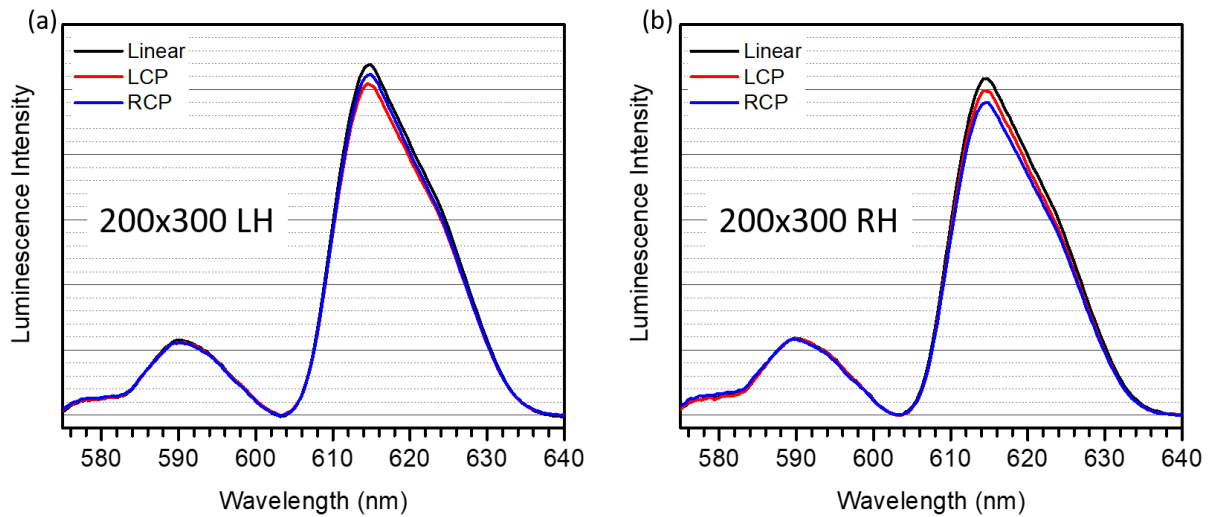 (a)
Linear
LCP
RCP
200x300 LH
Luminescence Intensity
580 590 600 610 620 630 640
Wavelength (nm)
(b)
Linear
LCP
RCP
200x300 RH
Luminescence Intensity
580 590 600 610 620 630 640
Wavelength (nm)